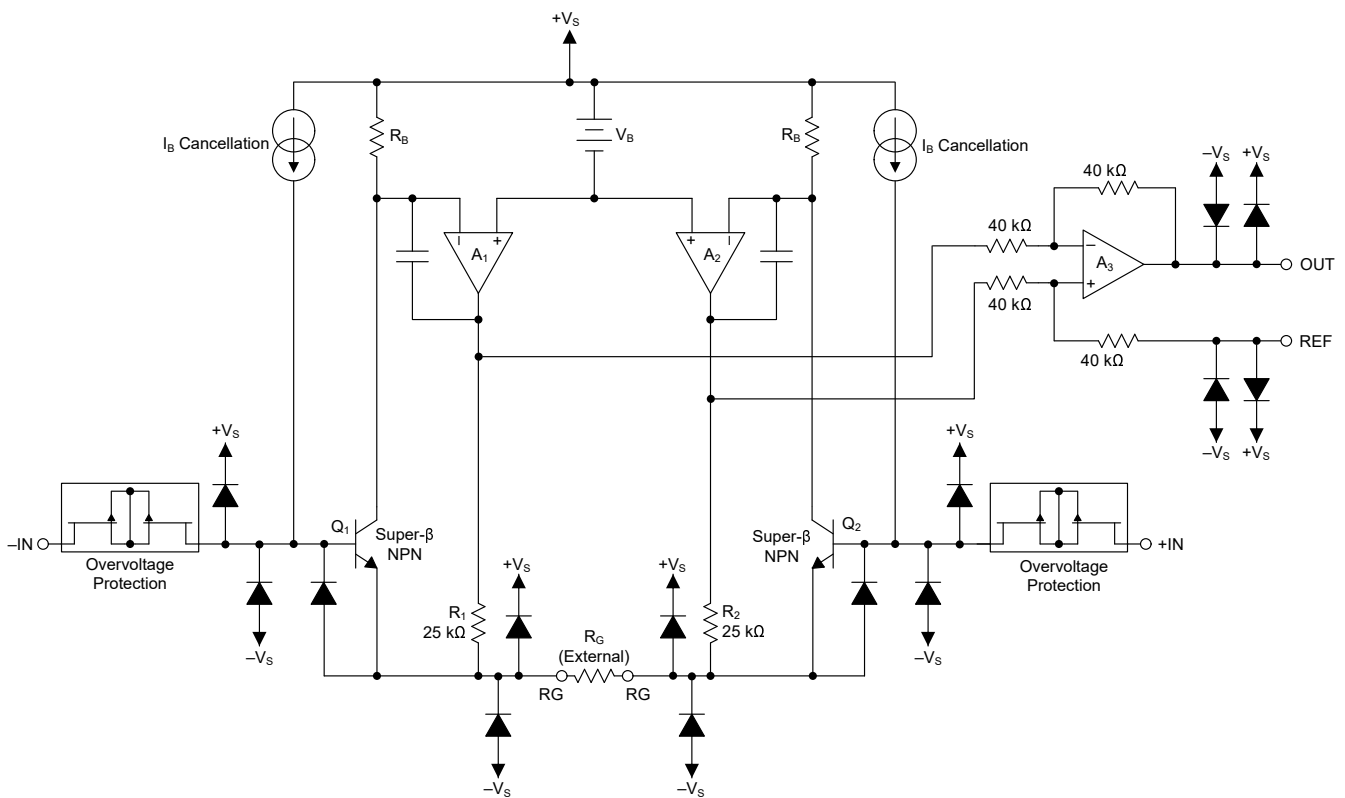 +VS
IB Cancellation
RB
VB
RB
IB Cancellation
A1
A2
40 kΩ
40 kΩ
A3
40 kΩ
40 kΩ
–VS
+VS
OUT
REF
–VS
+VS
+VS
–IN
Overvoltage
Protection
–VS
Q1
Super-β
NPN
R1
25 kΩ
+VS
RG
(External)
RG
RG
–VS
+VS
R2
25 kΩ
–VS
Super-β
NPN
Q2
+VS
–VS
Overvoltage
Protection
+IN